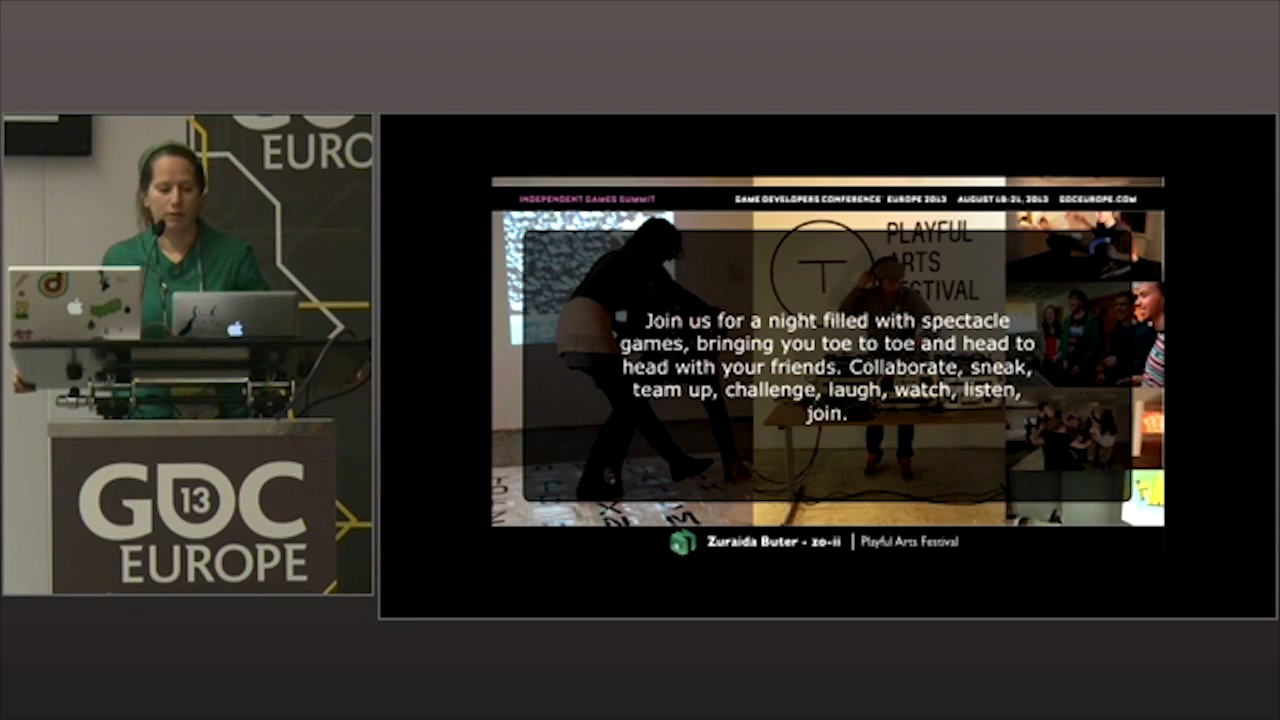 EURO
GDC
13
EUROPE
INDEPENDENT GAMES SUMMIT
GAME DEVELOPERS CONFERENCE EUROPE 2013 AUGUST 19-21, 2013 GDCEUROPE.COM
PLAYFUL
ARTS
FESTIVAL
Join us for a night filled with spectacle
games, bringing you toe to toe and head to
head with your friends. Collaborate, sneak,
team up, challenge, laugh, watch, listen,
join.
Zuraida Buter - zo-ii | Playful Arts Festival